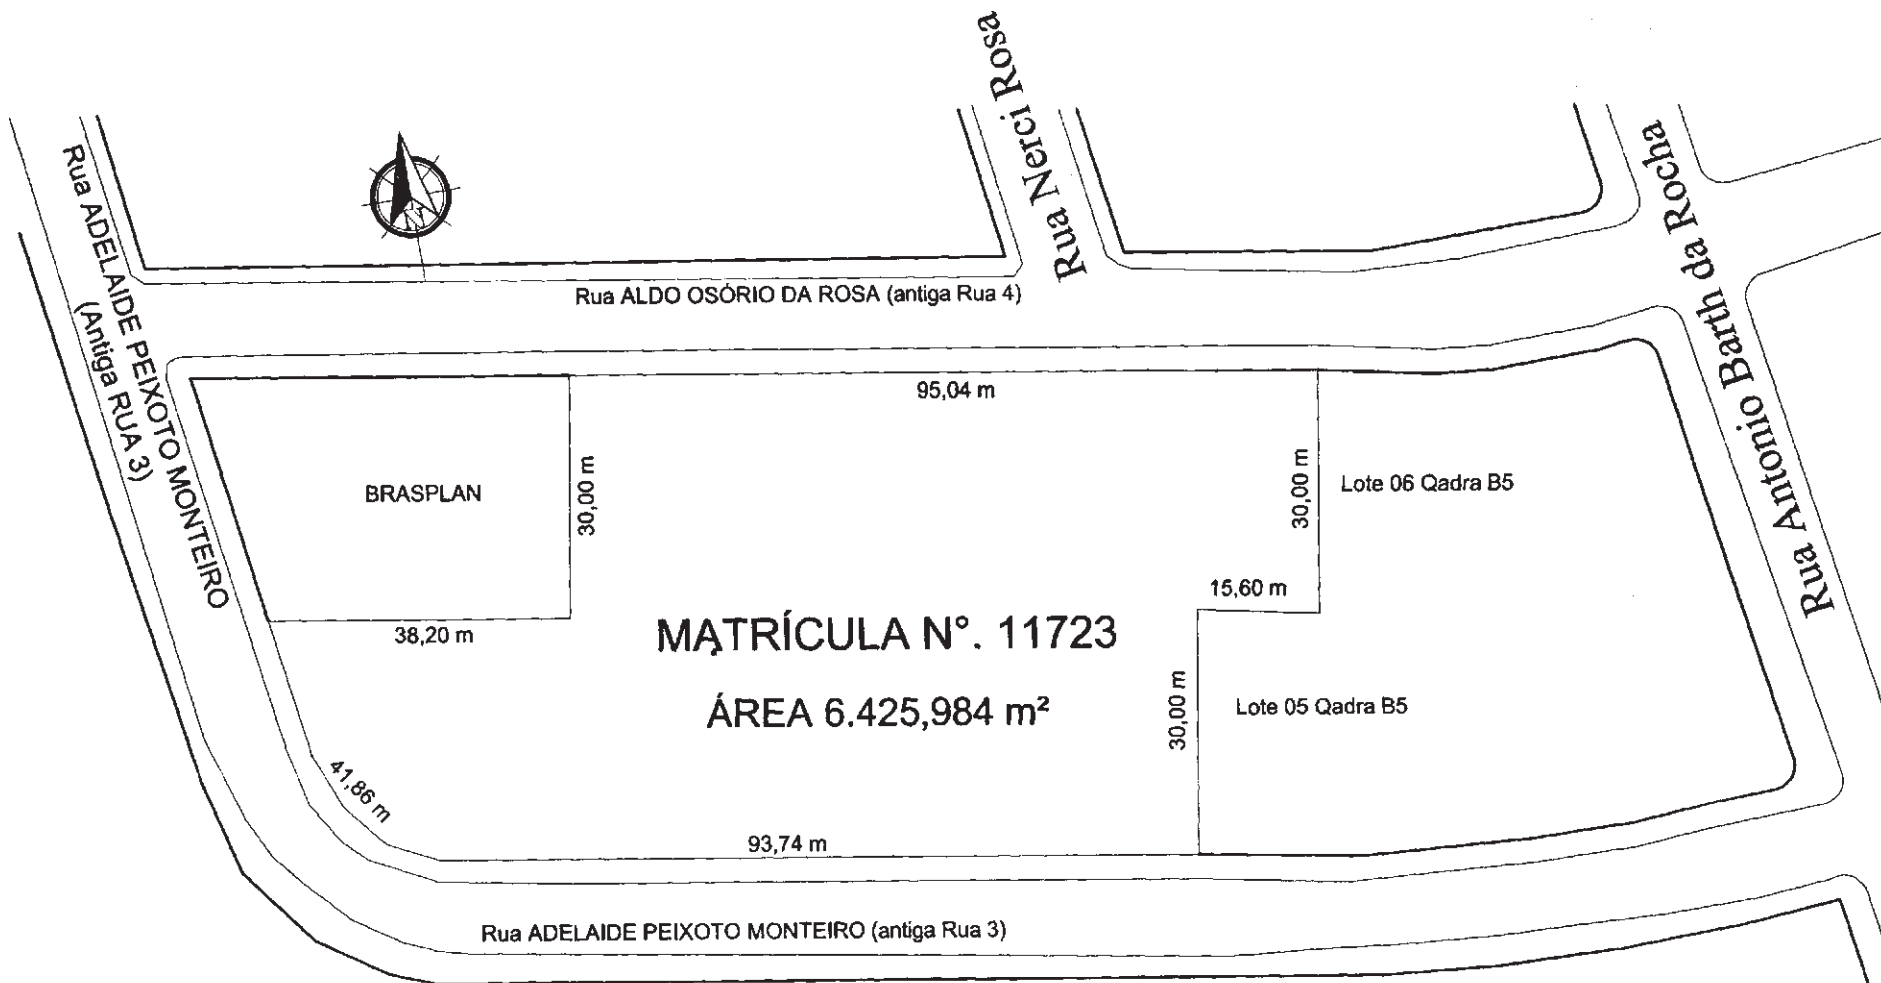 Rua Nerci Rosa
Rua Antonio Barth da Rocha
Rua ADELAIDE PEIXOTO MONTEIRO
(Antiga RUA 3)
N
Rua ALDO OSÓRIO DA ROSA (antiga Rua 4)
95,04 m
BRASPLAN
30,00 m
30,00 m
Lote 06 Qadra B5
38,20 m
15,60 m
MATRÍCULA N°. 11723
ÁREA 6.425,984 m²
30,00 m
Lote 05 Qadra B5
41,86 m
93,74 m
Rua ADELAIDE PEIXOTO MONTEIRO (antiga Rua 3)